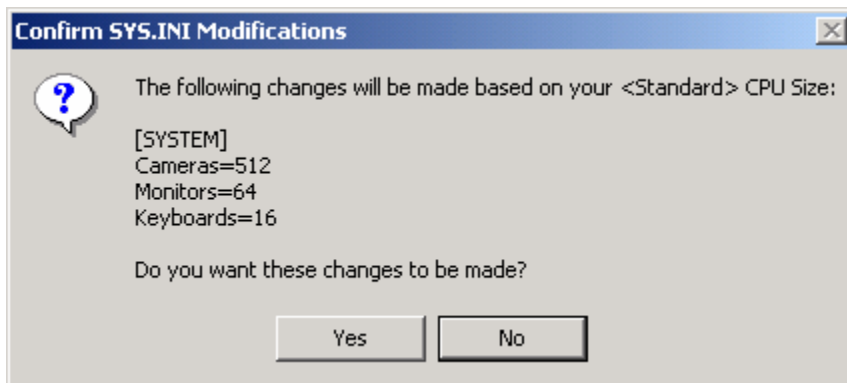 Confirm SYS.INI Modifications
The following changes will be made based on your <Standard> CPU Size:
[SYSTEM]
Cameras=512
Monitors=64
Keyboards=16
Do you want these changes to be made?
Yes
No